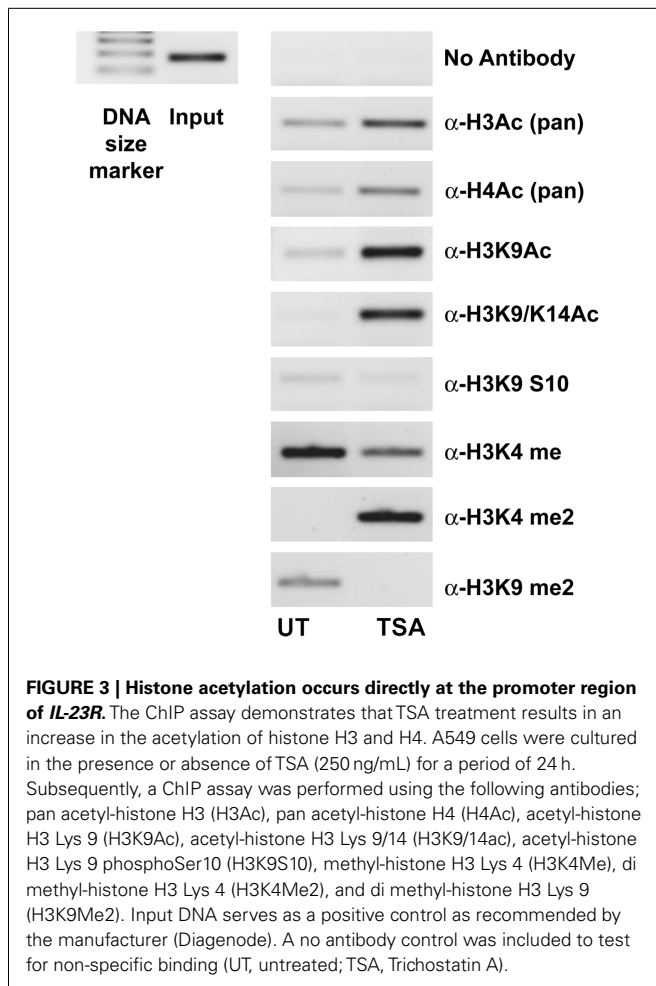 No Antibody
DNA Input
size
marker
α-H3Ac (pan)
α-H4Ac (pan)
α-H3K9Ac
α-H3K9/K14Ac
α-H3K9 S10
α-H3K4 me
α-H3K4 me2
α-H3K9 me2
UT TSA
FIGURE 3 | Histone acetylation occurs directly at the promoter region
of IL-23R. The ChIP assay demonstrates that TSA treatment results in an
increase in the acetylation of histone H3 and H4. A549 cells were cultured
in the presence or absence of TSA (250 ng/mL) for a period of 24 h.
Subsequently, a ChIP assay was performed using the following antibodies;
pan acetyl-histone H3 (H3Ac), pan acetyl-histone H4 (H4Ac), acetyl-histone
H3 Lys 9 (H3K9Ac), acetyl-histone H3 Lys 9/14 (H3K9/14ac), acetyl-histone
H3 Lys 9 phosphoSer10 (H3K9S10), methyl-histone H3 Lys 4 (H3K4Me), di
methyl-histone H3 Lys 4 (H3K4Me2), and di methyl-histone H3 Lys 9
(H3K9Me2). Input DNA serves as a positive control as recommended by
the manufacturer (Diagenode). A no antibody control was included to test
for non-specific binding (UT, untreated; TSA, Trichostatin A).